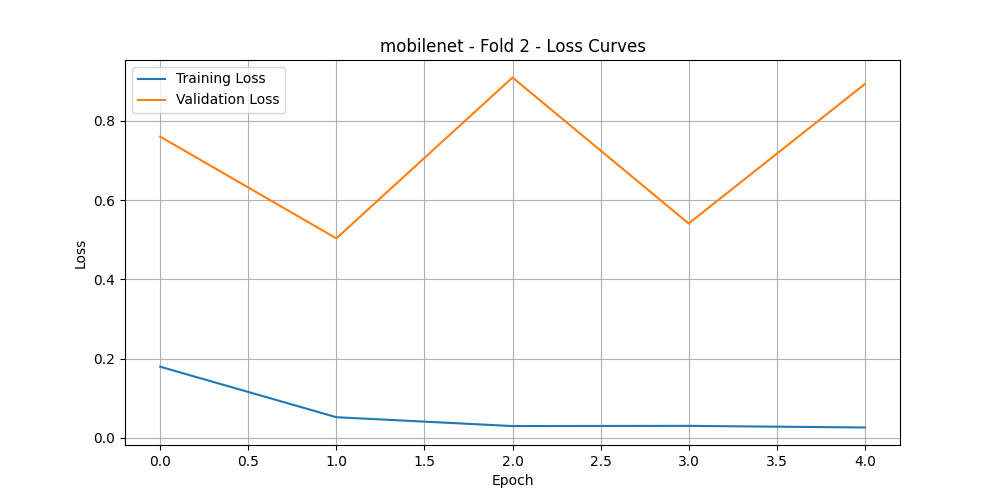 mobilenet - Fold 2 - Loss Curves
Training Loss
Validation Loss
0.8
0.6
0.4
0.2
0.0
Loss
0.0 0.5 1.0 1.5 2.0 2.5 3.0 3.5 4.0
Epoch